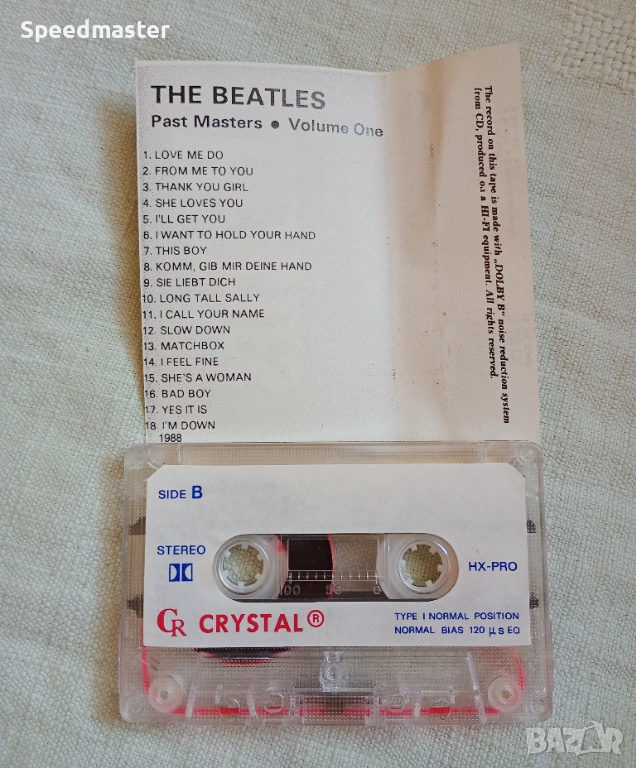 Speedmaster
THE BEATLES
Past Masters ● Volume One
1. LOVE ME DO
2. FROM ME TO YOU
3. THANK YOU GIRL
4. SHE LOVES YOU
5. I'LL GET YOU
6. I WANT TO HOLD YOUR HAND
7. THIS BOY
8. KOMM, GIB MIR DEINE HAND
9. SIE LIEBT DICH
10. LONG TALL SALLY
11. I CALL YOUR NAME
12. SLOW DOWN
13. MATCHBOX
14. I FEEL FINE
15. SHE'S A WOMAN
16. BAD BOY
17. YES IT IS
18. I'M DOWN
1988
The record on this tape is made with „DOLBY B" noise reduction system
from CD, produced on a HI-FI equipment. All rights reserved.
SIDE B
STEREO
HX-PRO
100 50 0
CR CRYSTAL®
TYPE I NORMAL POSITION
NORMAL BIAS 120 μs EQ
BAZAR